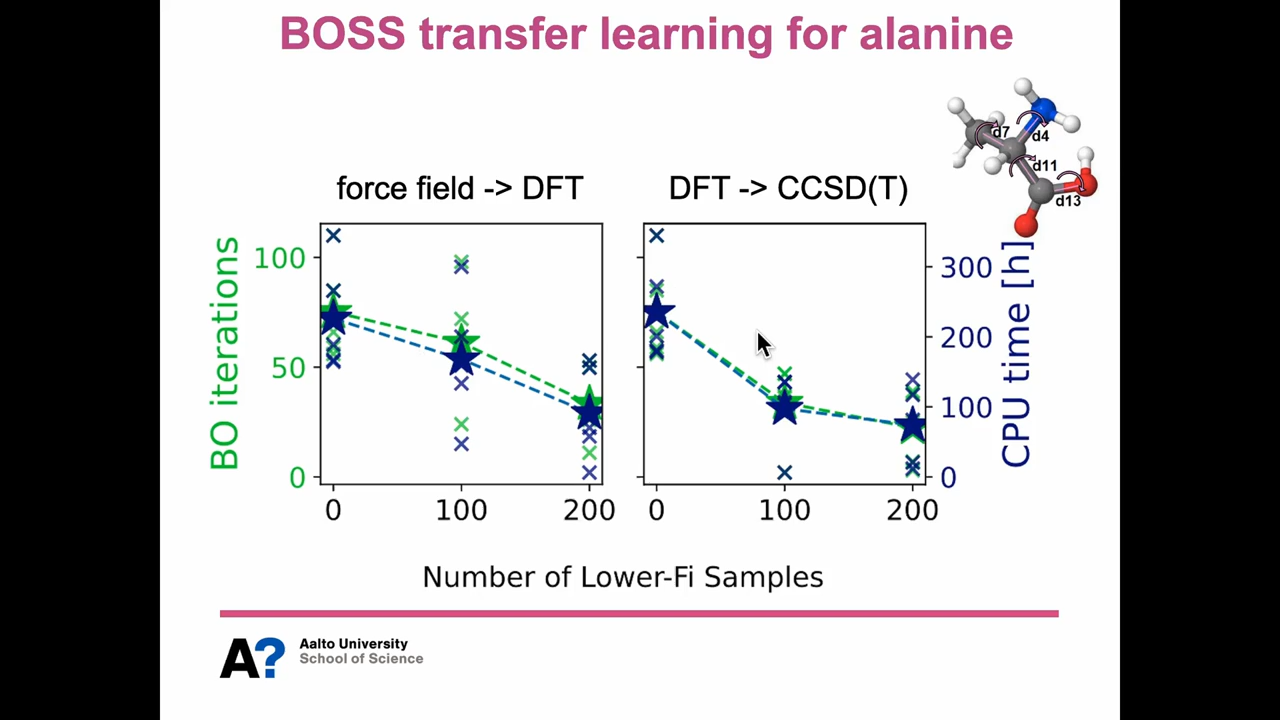 BOSS transfer learning for alanine
d7
d4
d11
d13
force field -> DFT
DFT -> CCSD(T)
BO iterations
100
50
0
0
100
200
0
100
200
300
200
100
0
CPU time [h]
Number of Lower-Fi Samples
A?
Aalto University
School of Science